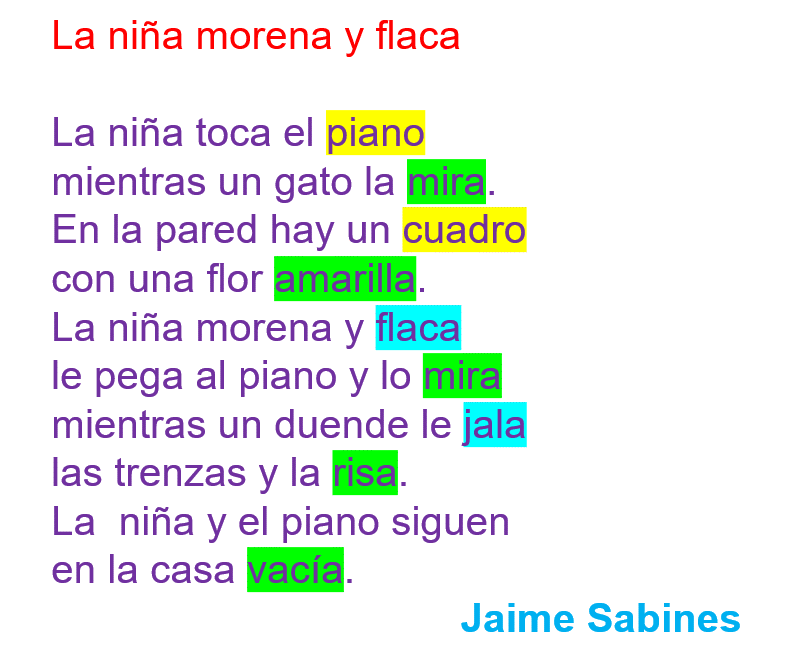 La niña morena y flaca
La niña toca el piano
mientras un gato la mira.
En la pared hay un cuadro
con una flor amarilla.
La niña morena y flaca
le pega al piano y lo mira
mientras un duende le jala
las trenzas y la risa.
La  niña y el piano siguen
en la casa vacía.
Jaime Sabines